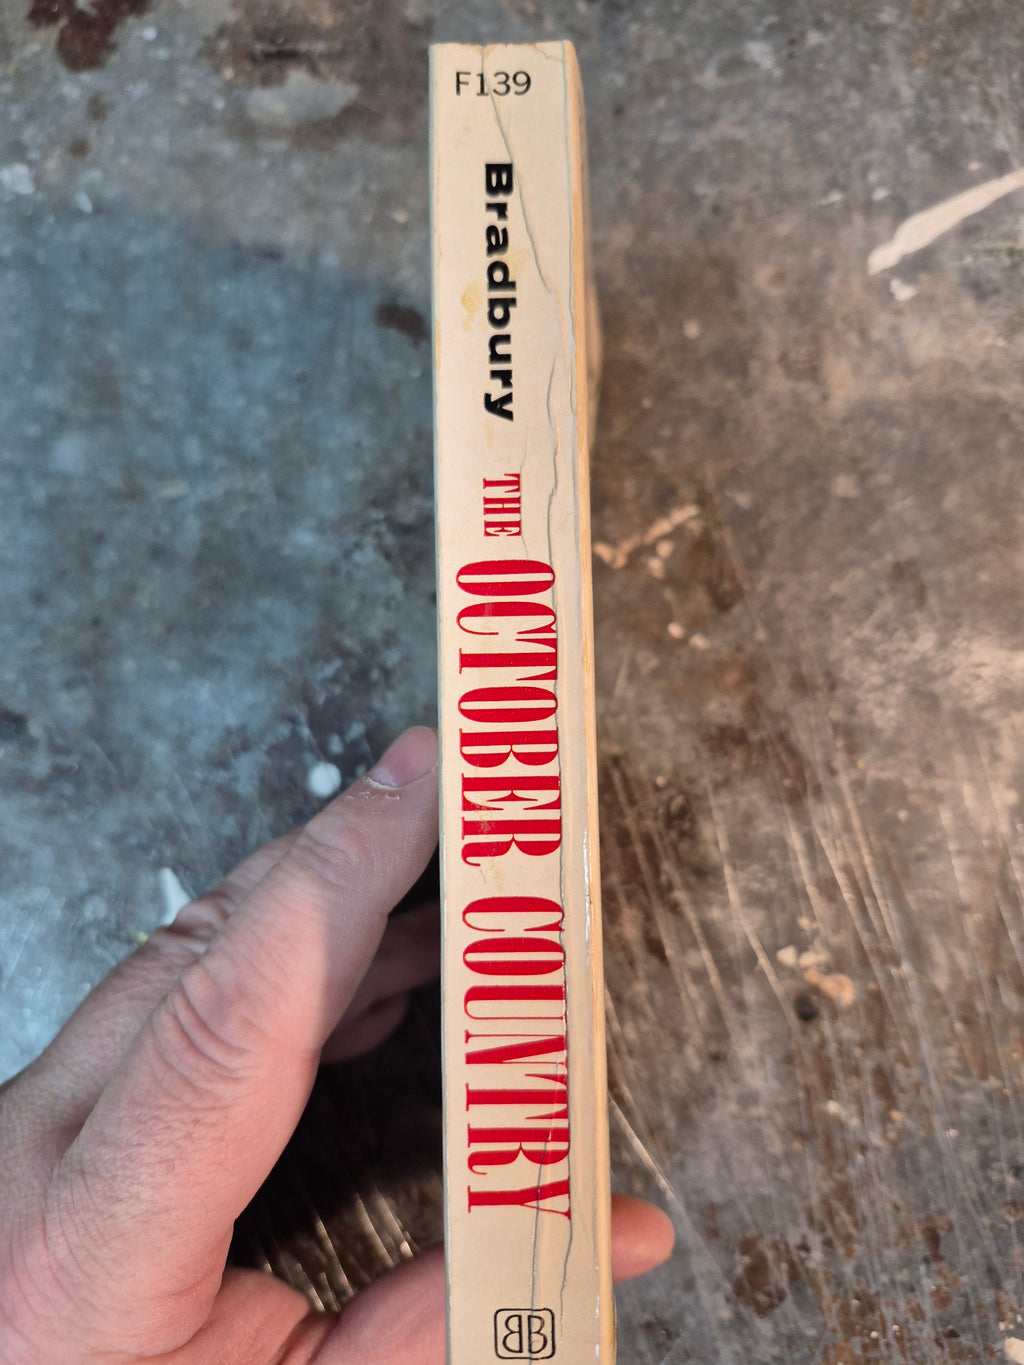 F139
Bradbury
THE OCTOBER COUNTRY
BB